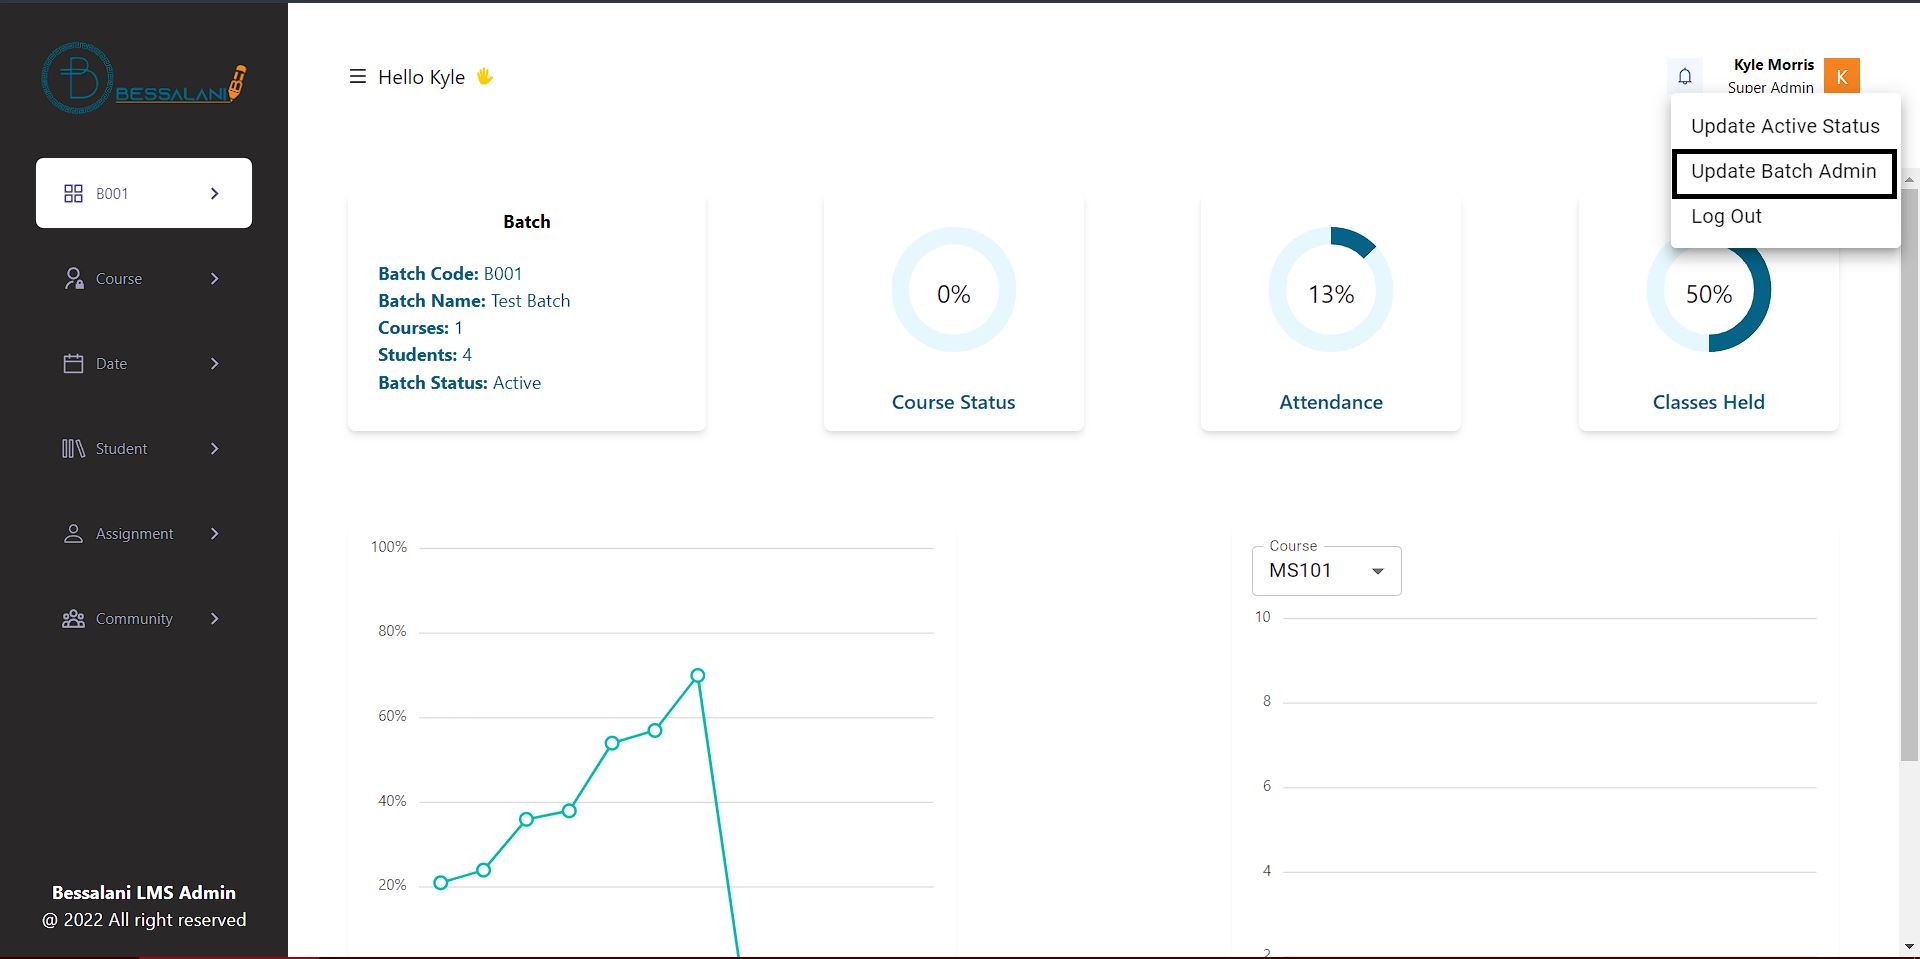 BESSALANI
Hello Kyle
Kyle Morris
Super Admin
K
Update Active Status
Update Batch Admin
Log Out
B001
Course
Date
Student
Assignment
Community
Bessalani LMS Admin
@ 2022 All right reserved
Batch
Batch Code: B001
Batch Name: Test Batch
Courses: 1
Students: 4
Batch Status: Active
0%
Course Status
13%
Attendance
50%
Classes Held
100%
80%
60%
40%
20%
Course
MS101
10
8
6
4
2